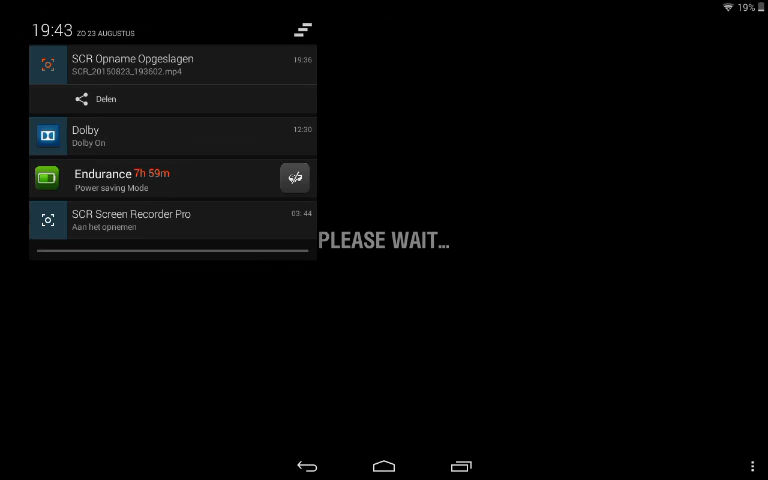 19%
19:43 ZO 23 AUGUSTUS
SCR Opname Opgeslagen 19:36
SCR_20150823_193602.mp4
Delen
Dolby 12:30
Dolby On
Endurance 7h 59m
Power saving Mode
SCR Screen Recorder Pro 03: 44
Aan het opnemen
PLEASE WAIT...